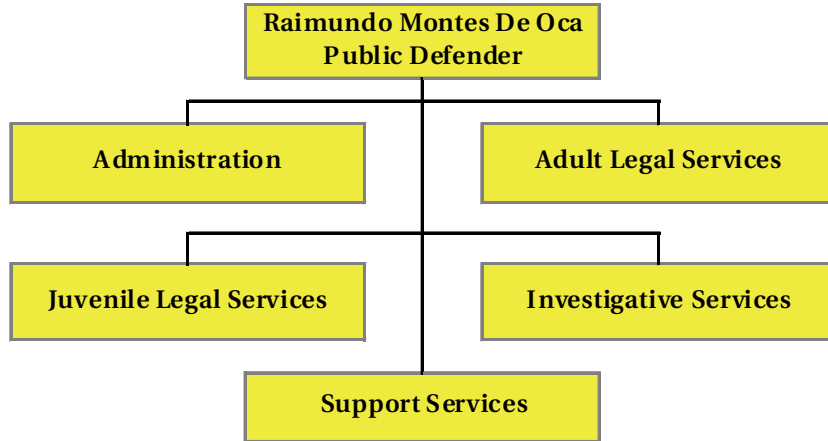 Raimundo Montes De Oca
Public Defender
Administration
Adult Legal Services
Juvenile Legal Services
Investigative Services
Support Services